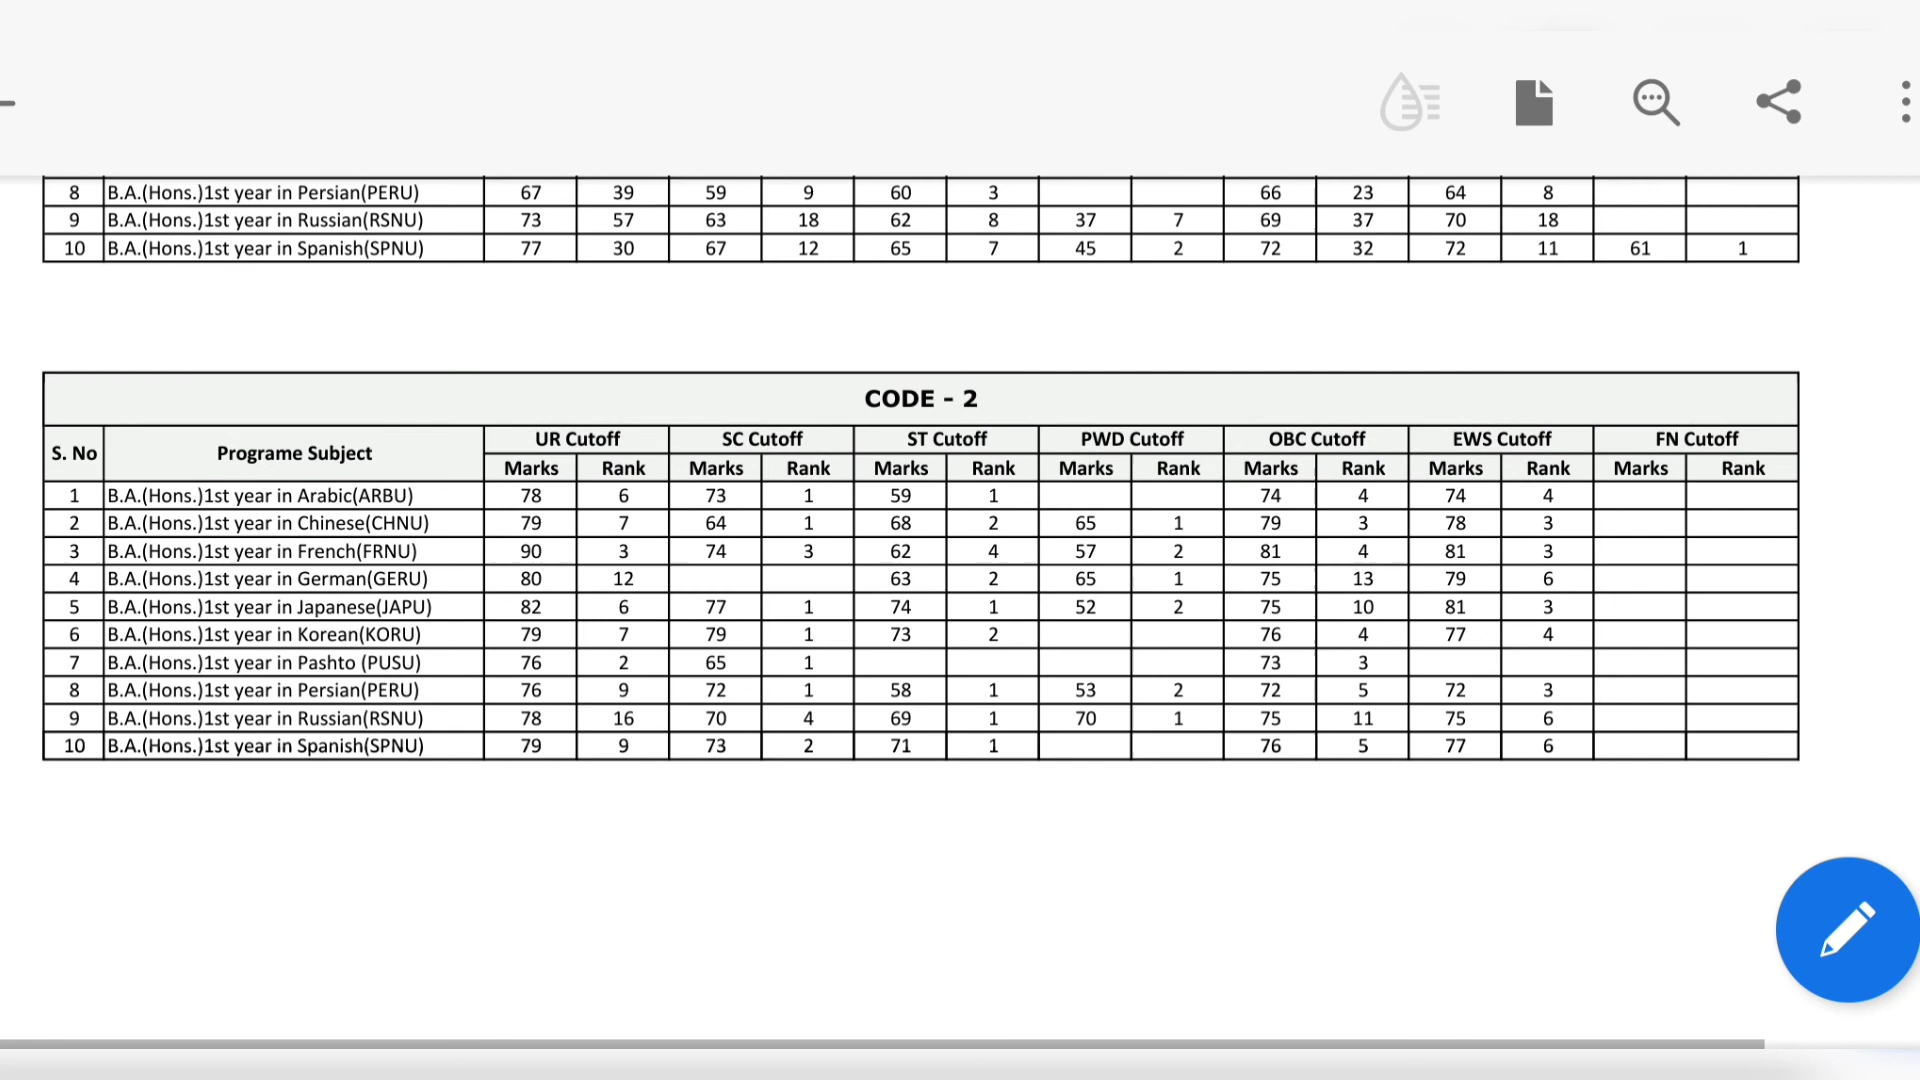 8 B.A.(Hons.)1st year in Persian(PERU) 67 39 59 9 60 3 66 23 64 8
9 B.A.(Hons.)1st year in Russian(RSNU) 73 57 63 18 62 8 37 7 69 37 70 18
10 B.A.(Hons.)1st year in Spanish(SPNU) 77 30 67 12 65 7 45 2 72 32 72 11 61 1
CODE - 2
S. No Programe Subject UR Cutoff SC Cutoff ST Cutoff PWD Cutoff OBC Cutoff EWS Cutoff FN Cutoff
Marks Rank Marks Rank Marks Rank Marks Rank Marks Rank Marks Rank Marks Rank
1 B.A.(Hons.)1st year in Arabic(ARBU) 78 6 73 1 59 1 74 4 74 4
2 B.A.(Hons.)1st year in Chinese(CHNU) 79 7 64 1 68 2 65 1 79 3 78 3
3 B.A.(Hons.)1st year in French(FRNU) 90 3 74 3 62 4 57 2 81 4 81 3
4 B.A.(Hons.)1st year in German(GERU) 80 12 63 2 65 1 75 13 79 6
5 B.A.(Hons.)1st year in Japanese(JAPU) 82 6 77 1 74 1 52 2 75 10 81 3
6 B.A.(Hons.)1st year in Korean(KORU) 79 7 79 1 73 2 76 4 77 4
7 B.A.(Hons.)1st year in Pashto (PUSU) 76 2 65 1 73 3
8 B.A.(Hons.)1st year in Persian(PERU) 76 9 72 1 58 1 53 2 72 5 72 3
9 B.A.(Hons.)1st year in Russian(RSNU) 78 16 70 4 69 1 70 1 75 11 75 6
10 B.A.(Hons.)1st year in Spanish(SPNU) 79 9 73 2 71 1 76 5 77 6